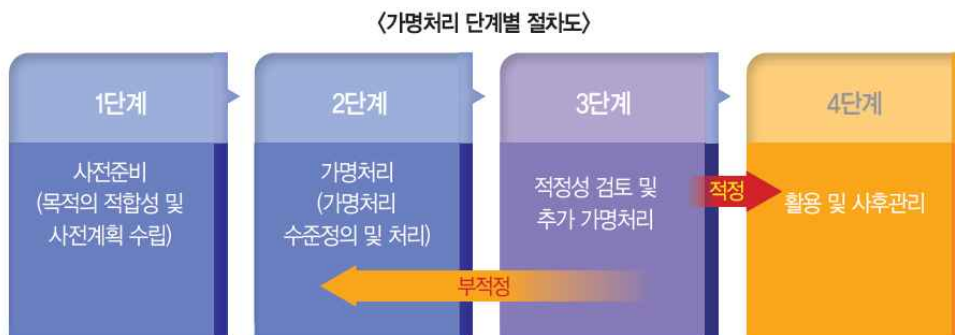 〈가명처리 단계별 절차도〉
1단계
사전준비
(목적의 적합성 및
사전계획 수립)
2단계
가명처리
(가명처리
수준정의 및 처리)
3단계
적정성 검토 및
추가 가명처리
적정
부적정
4단계
활용 및 사후관리